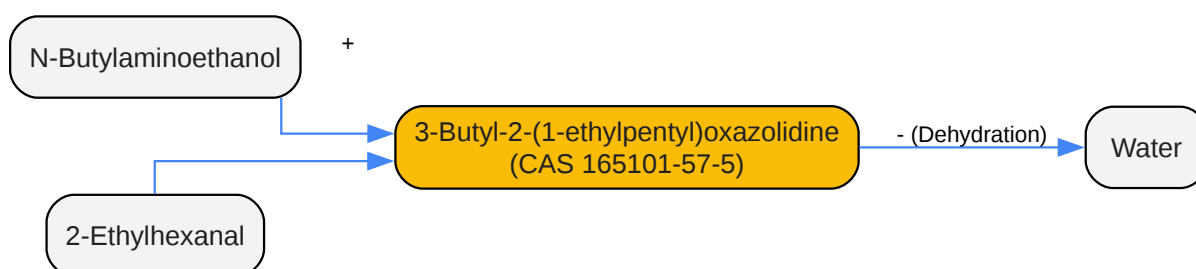 N-Butylaminoethanol
+
3-Butyl-2-(1-ethylpentyl)oxazolidine
(CAS 165101-57-5)
- (Dehydration)
Water
2-Ethylhexanal